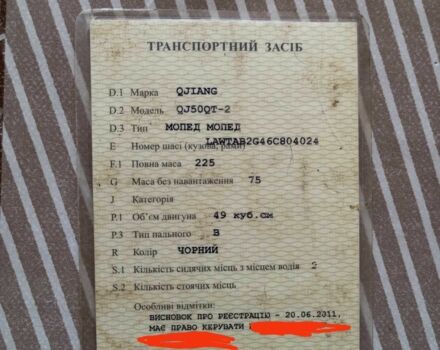 ТРАНСПОРТНИЙ ЗАСІБ
D.1 Марка QJIANG
D.2 Модель QJ50QT-2
D.3 Тип МОПЕД МОПЕД
E Номер шасі (кузова, рами) LAWTAB2G46C804024
F.1 Повна маса 225
G Маса без навантаження 75
J Категорія
P.1 Об'єм двигуна 49 куб.см
P.3 Тип пального B
R Колір ЧОРНИЙ
S.1 Кількість сидячих місць з місцем водія 2
S.2 Кількість стоячих місць
Особливі відмітки:
ВИСНОВОК ПРО РЕЄСТРАЦІЮ - 20.06.2011,
МАЄ ПРАВО КЕРУВАТИ